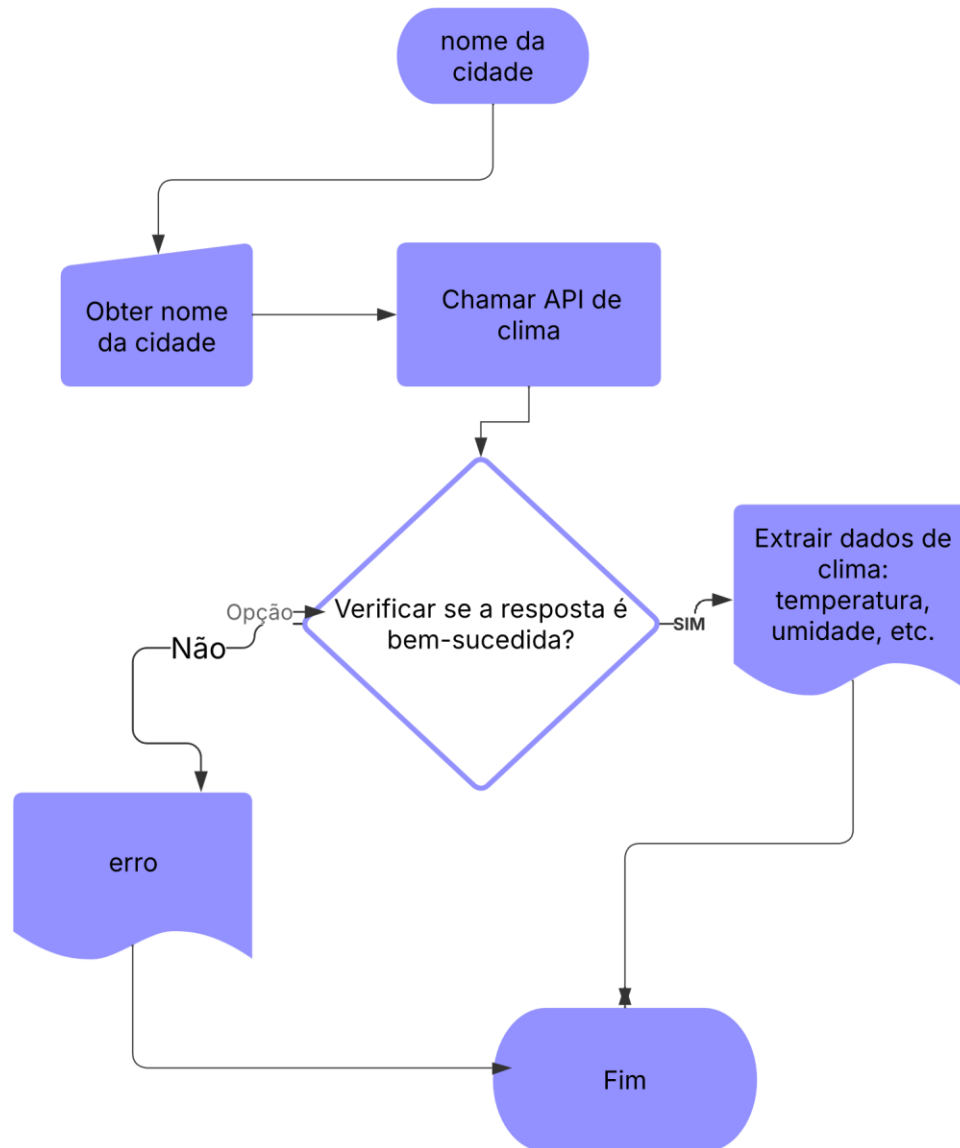 nome da
cidade
Obter nome
da cidade
Chamar API de
clima
Verificar se a resposta é
bem-sucedida?
Opção
Não
SIM
Extrair dados de
clima:
temperatura,
umidade, etc.
erro
Fim